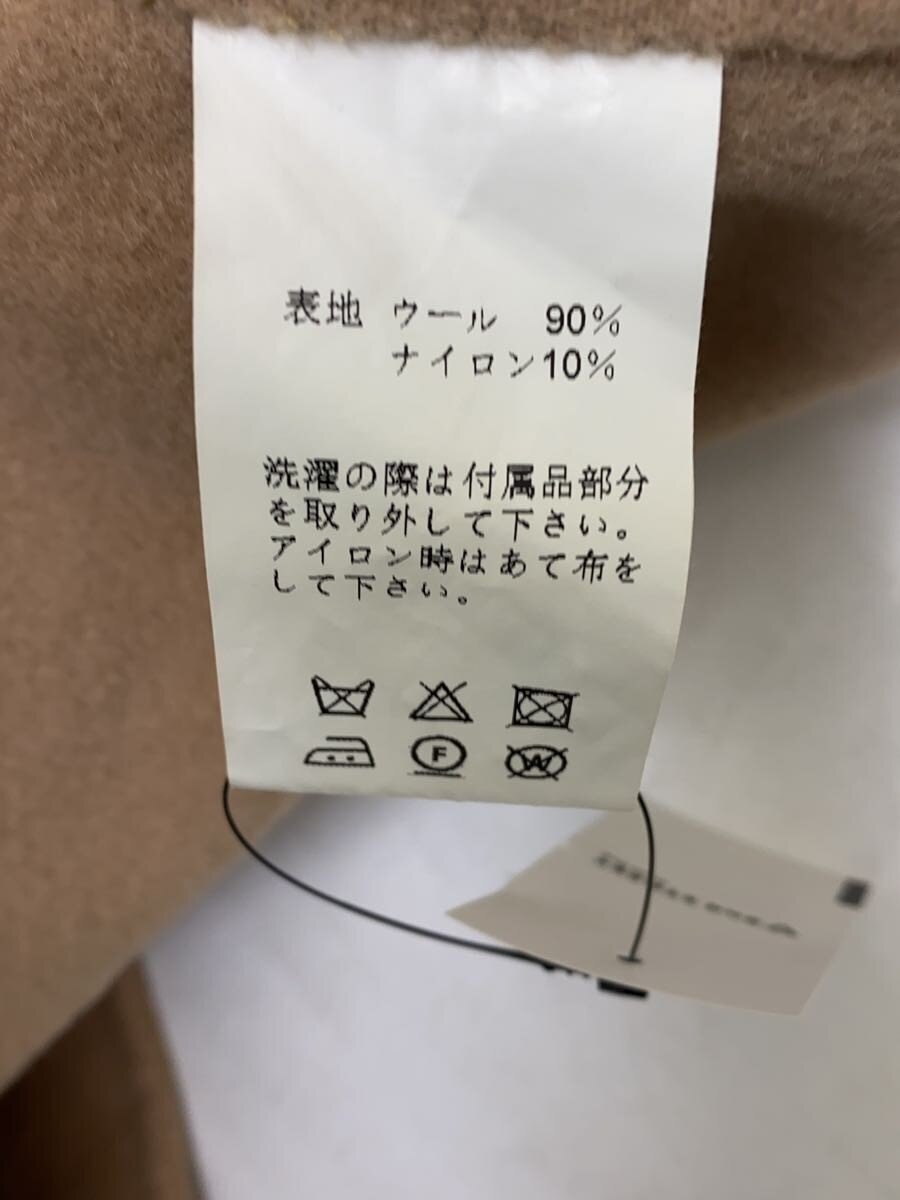 表地 ウール 90%
ナイロン10%
洗濯の際は付属品部分
を取り外して下さい。
アイロン時はあて布を
して下さい。
F
W